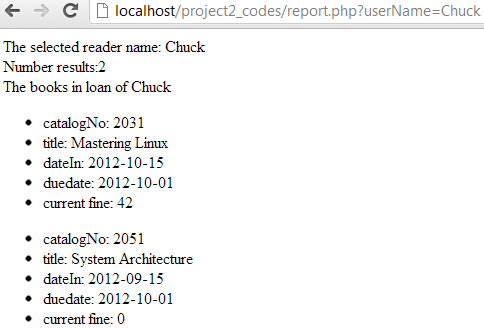 localhost/project2_codes/report.php?userName=Chuck
The selected reader name: Chuck
Number results:2
The books in loan of Chuck
catalogNo: 2031
title: Mastering Linux
dateIn: 2012-10-15
duedate: 2012-10-01
current fine: 42
catalogNo: 2051
title: System Architecture
dateIn: 2012-09-15
duedate: 2012-10-01
current fine: 0